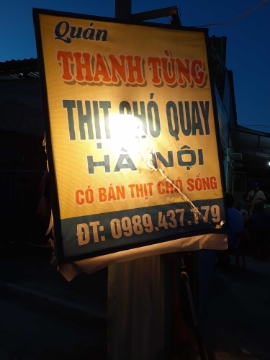 Quán
THANH TÙNG
THỊT CHÓ QUAY
HÀ NỘI
CÓ BÁN THỊT CHÓ SỐNG
ĐT: 0989.437.179